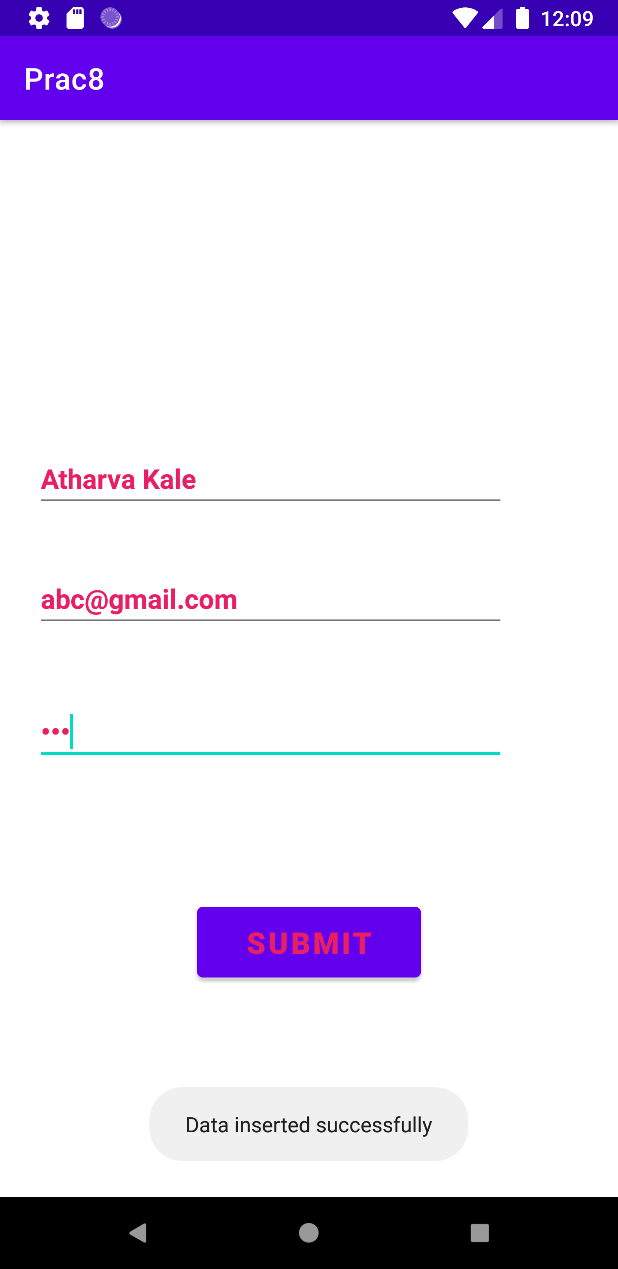 12:09
Prac8
Atharva Kale
abc@gmail.com
•••
SUBMIT
Data inserted successfully